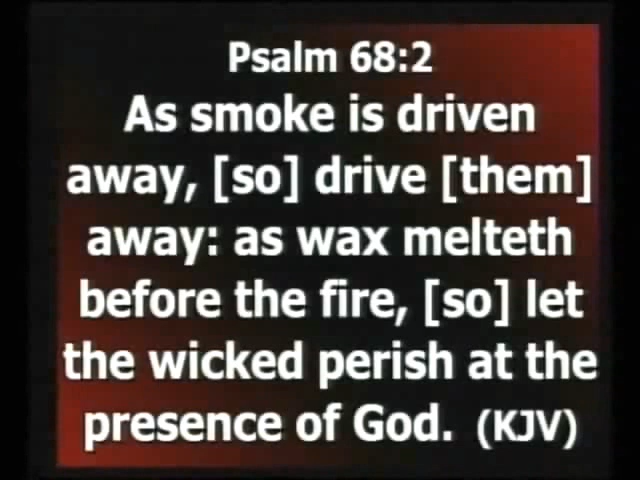 Psalm 68:2
As smoke is driven
away, [so] drive [them]
away: as wax melteth
before the fire, [so] let
the wicked perish at the
presence of God. (KJV)